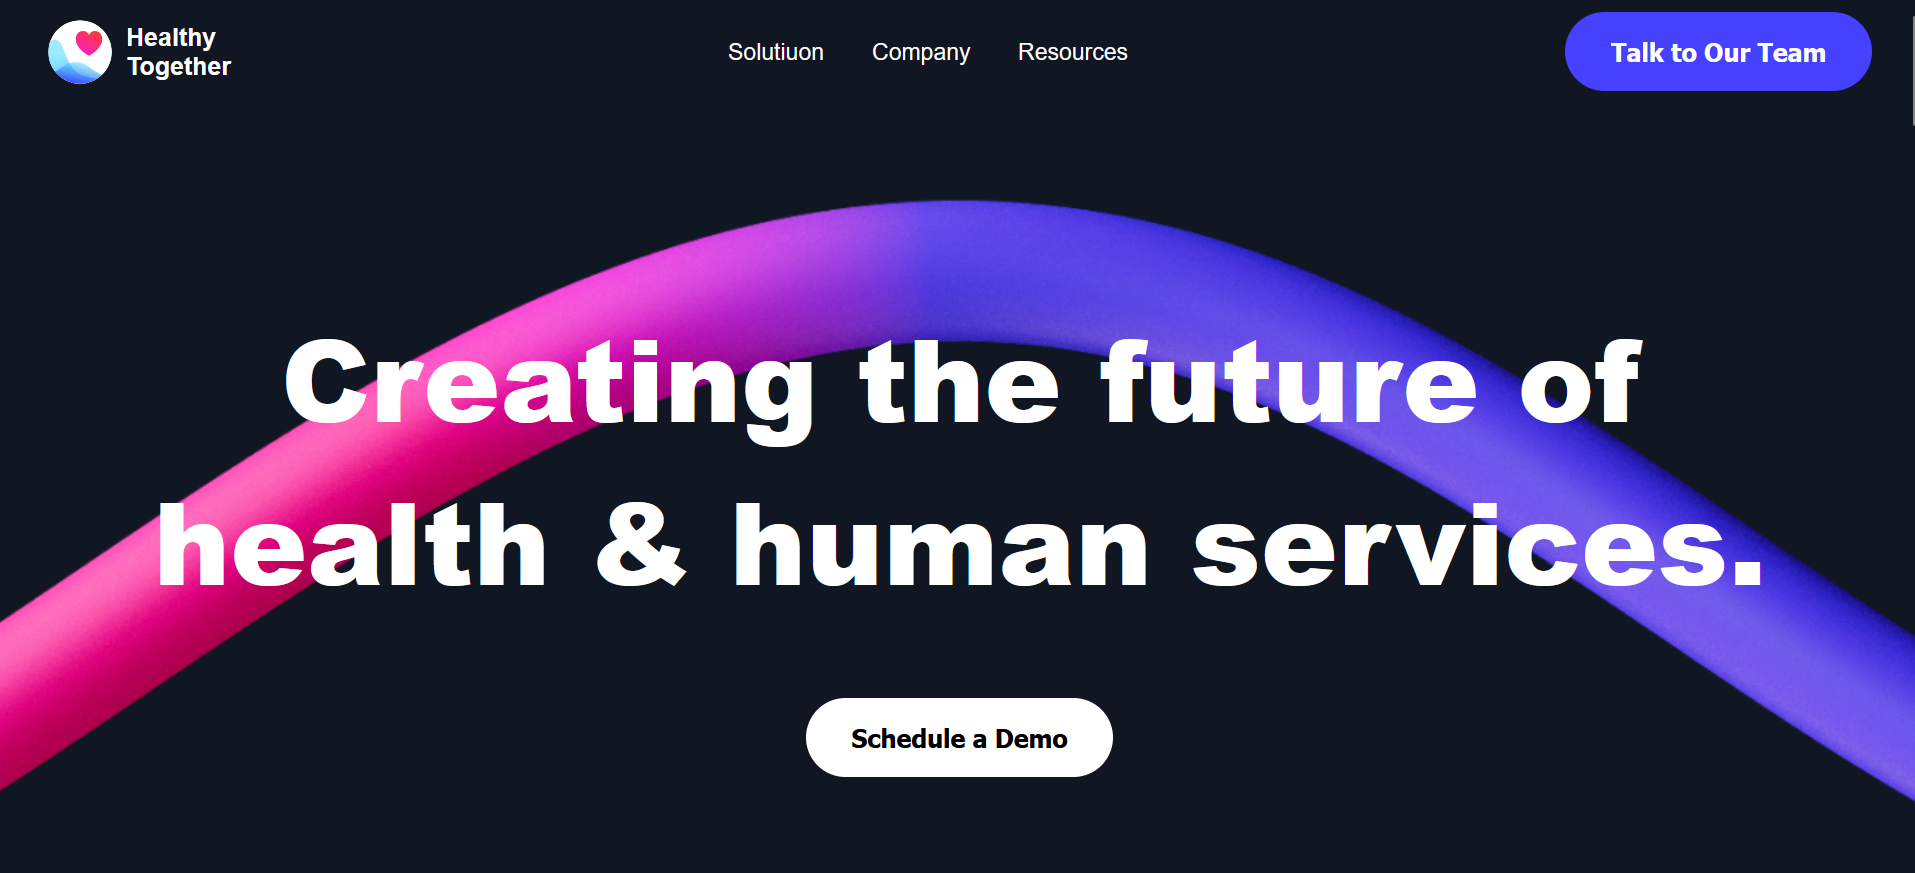 Healthy
Together
Solutiuon
Company
Resources
Talk to Our Team
Creating the future of
health & human services.
Schedule a Demo